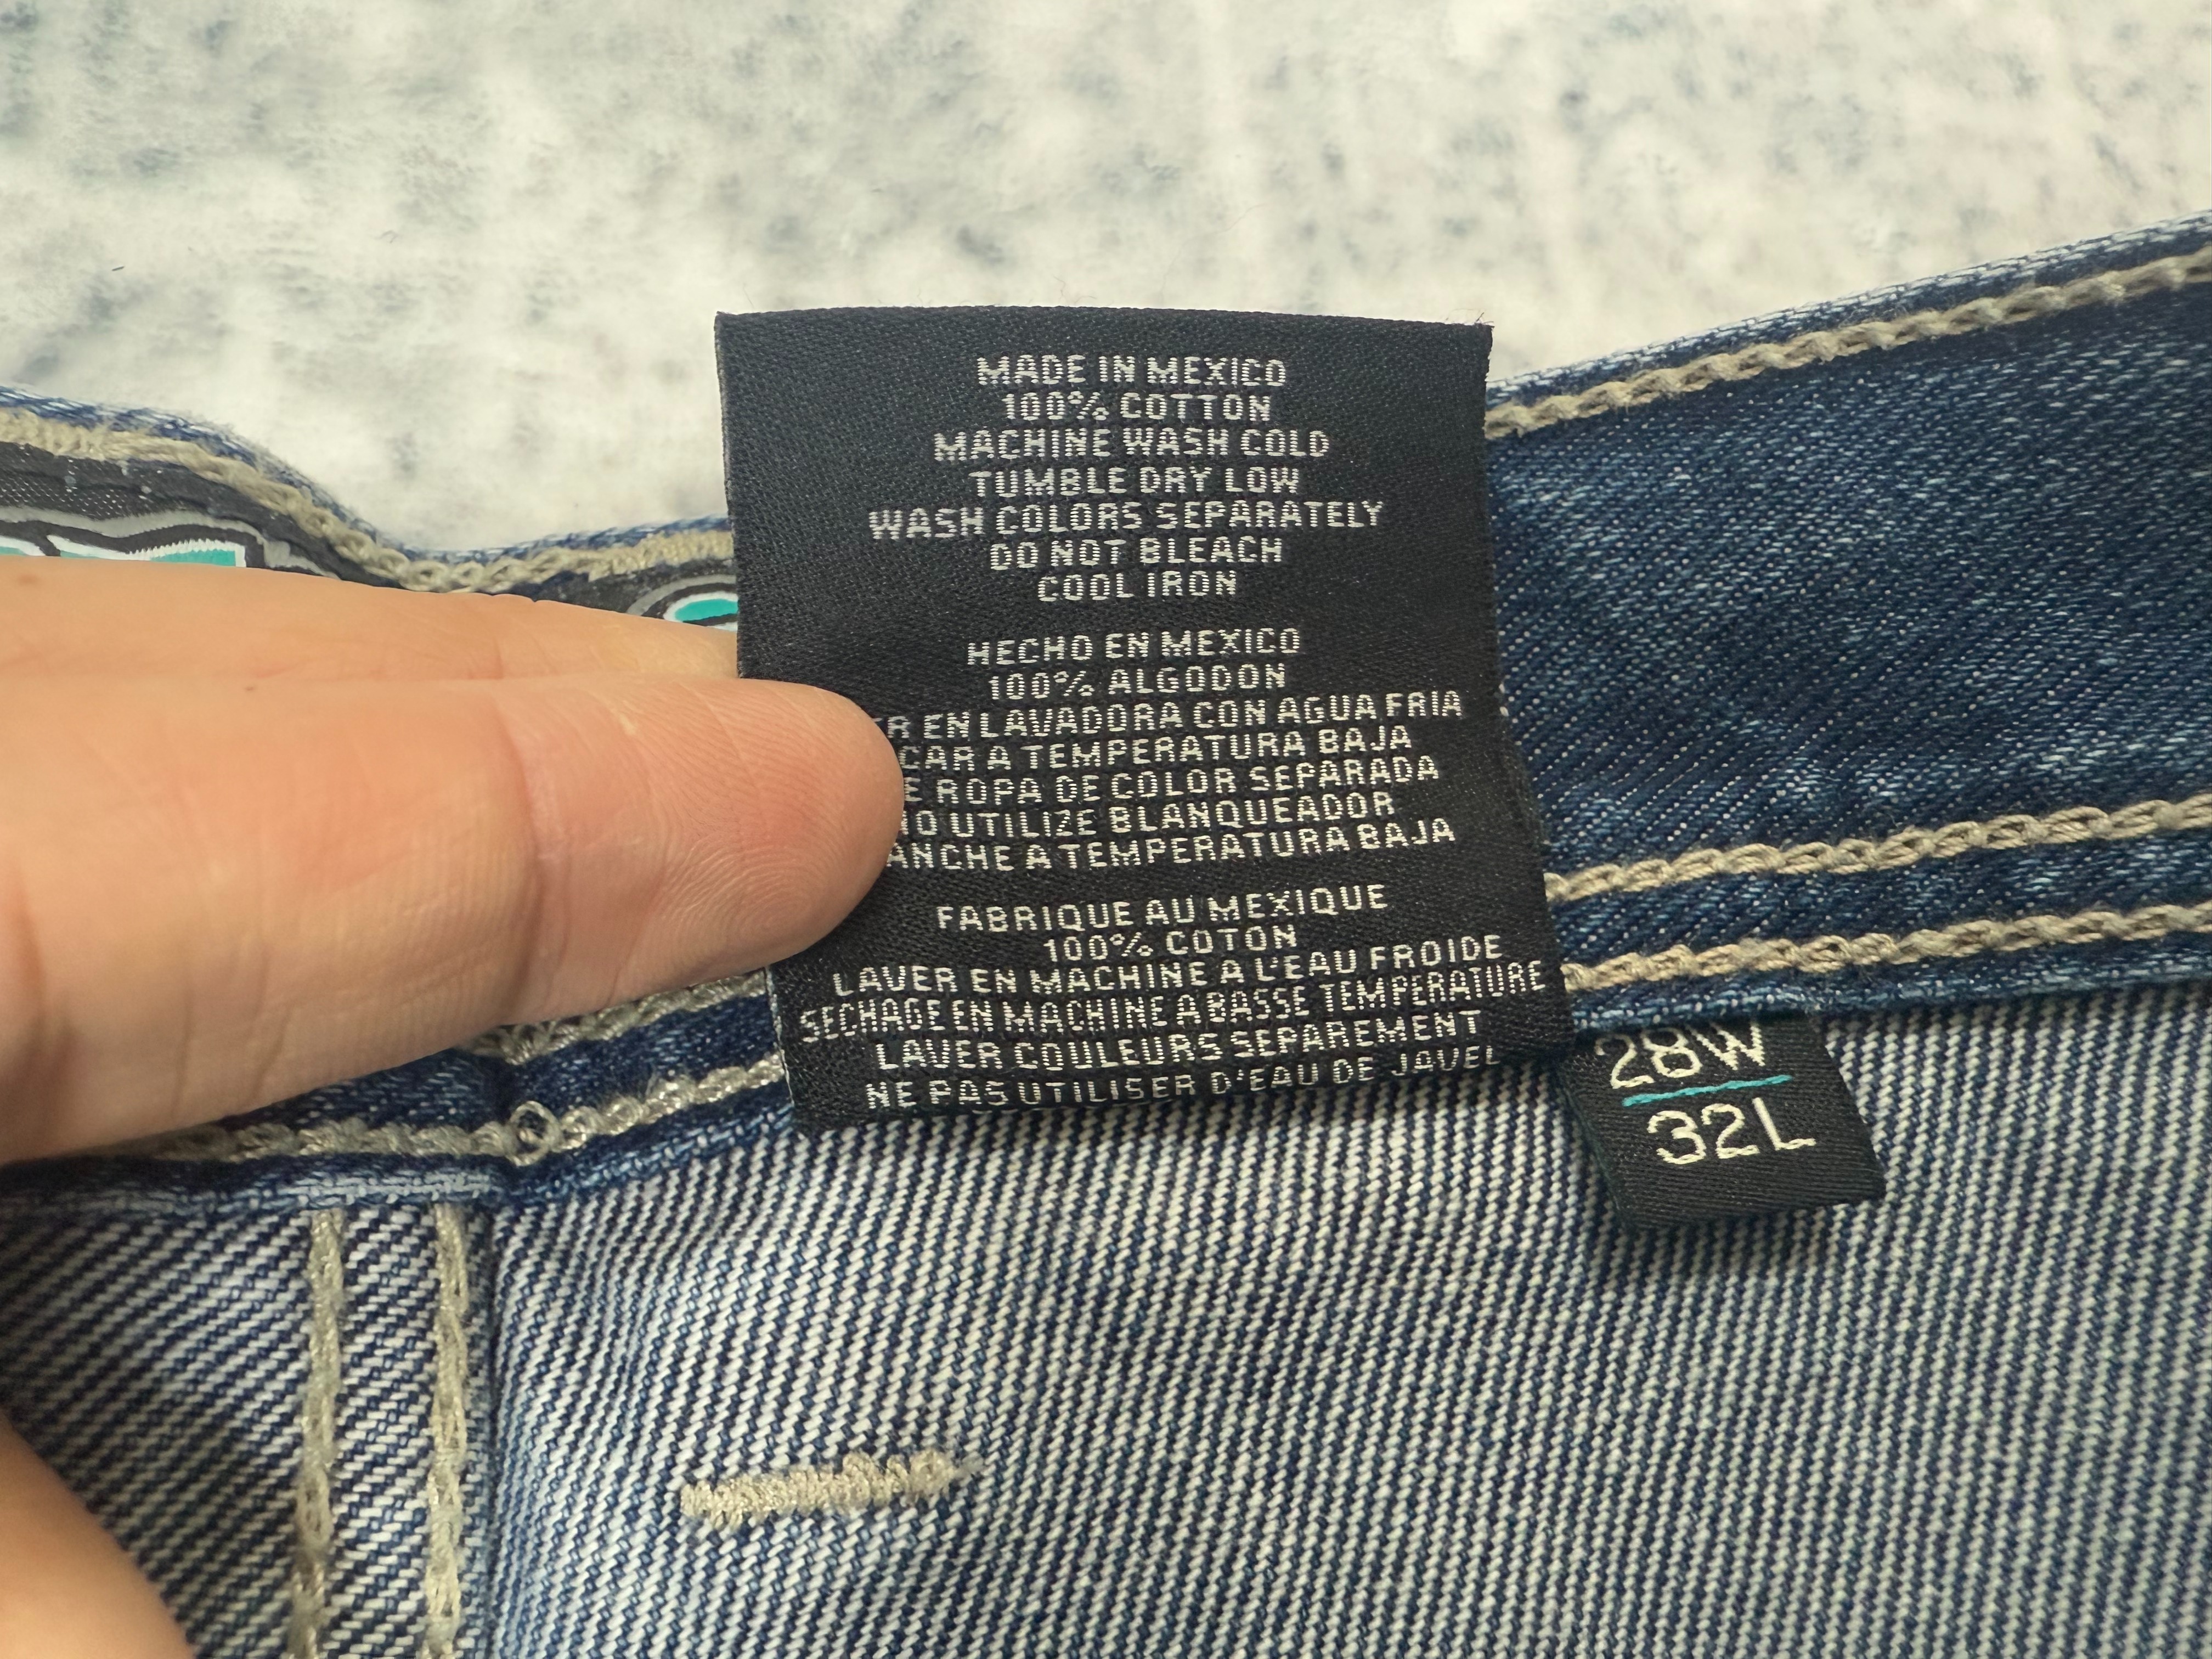 MADE IN MEXICO
100% COTTON
MACHINE WASH COLD
TUMBLE DRY LOW
WASH COLORS SEPARATELY
DO NOT BLEACH
COOL IRON
HECHO EN MEXICO
100% ALGODON
EN LAVADORA CON AGUA FRIA
A TEMPERATURA BAJA
ROPA DE COLOR SEPARADA
NO UTILIZE BLANQUEADOR
A TEMPERATURA BAJA
FABRIQUE AU MEXIQUE
100% COTON
LAVER EN MACHINE A L'EAU FROIDE
SECHAGE EN MACHINE A BASSE TEMPERATURE
LAVER COULEURS SEPAREMENT
NE PAS UTILISER D'EAU DE JAVEL
28W
32L